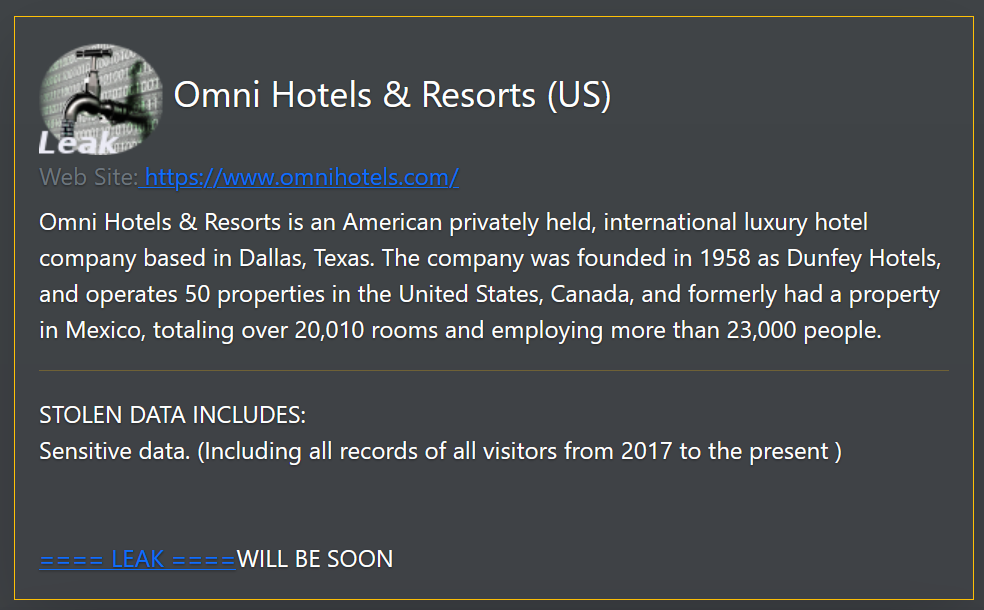 Leak
Omni Hotels & Resorts (US)
Web Site: https://www.omnihotels.com/
Omni Hotels & Resorts is an American privately held, international luxury hotel
company based in Dallas, Texas. The company was founded in 1958 as Dunfey Hotels,
and operates 50 properties in the United States, Canada, and formerly had a property
in Mexico, totaling over 20,010 rooms and employing more than 23,000 people.
STOLEN DATA INCLUDES:
Sensitive data. (Including all records of all visitors from 2017 to the present )
==== LEAK ====WILL BE SOON